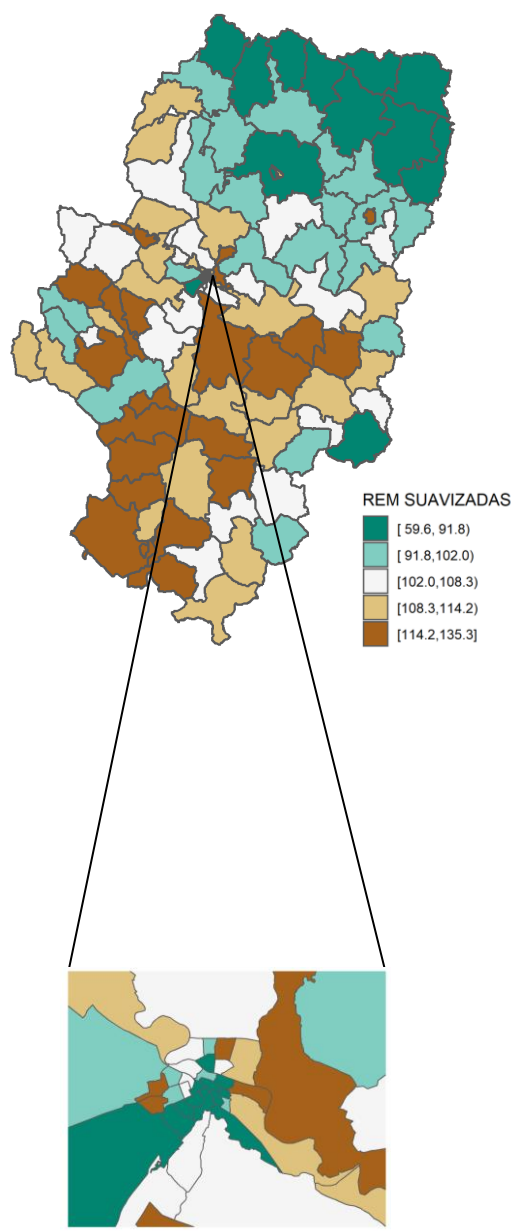 REM SUAVIZADAS
[ 59.6, 91.8)
[ 91.8,102.0)
[102.0,108.3)
[108.3,114.2)
[114.2,135.3]